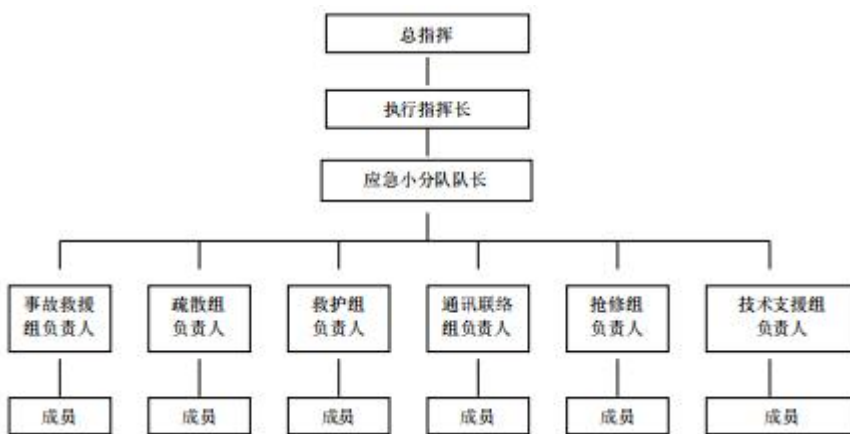 总指挥
执行指挥长
应急小分队队长
事故救援
组负责人
疏散组
负责人
救护组
负责人
通讯联络
组负责人
抢修组
负责人
技术支援组
负责人
成员
成员
成员
成员
成员
成员